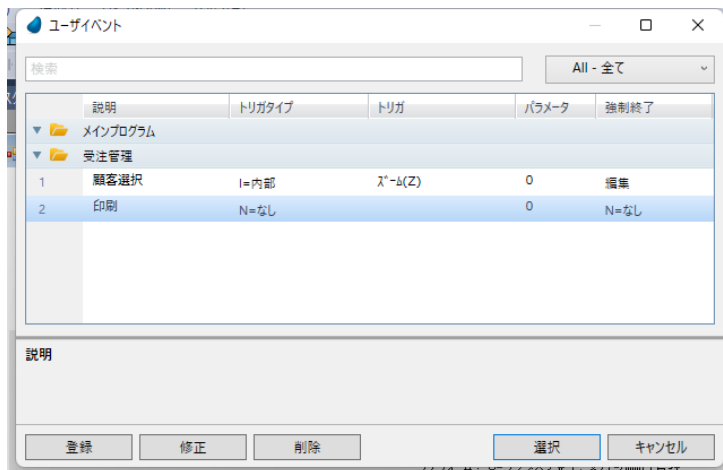 ユーザイベント
検索
All - 全て
説明 トリガタイプ トリガ パラメータ 強制終了
メインプログラム
受注管理
1 顧客選択 I=内部 ｽﾞｰﾑ(Z) 0 編集
2 印刷 N=なし 0 N=なし
説明
登録 修正 削除 選択 キャンセル